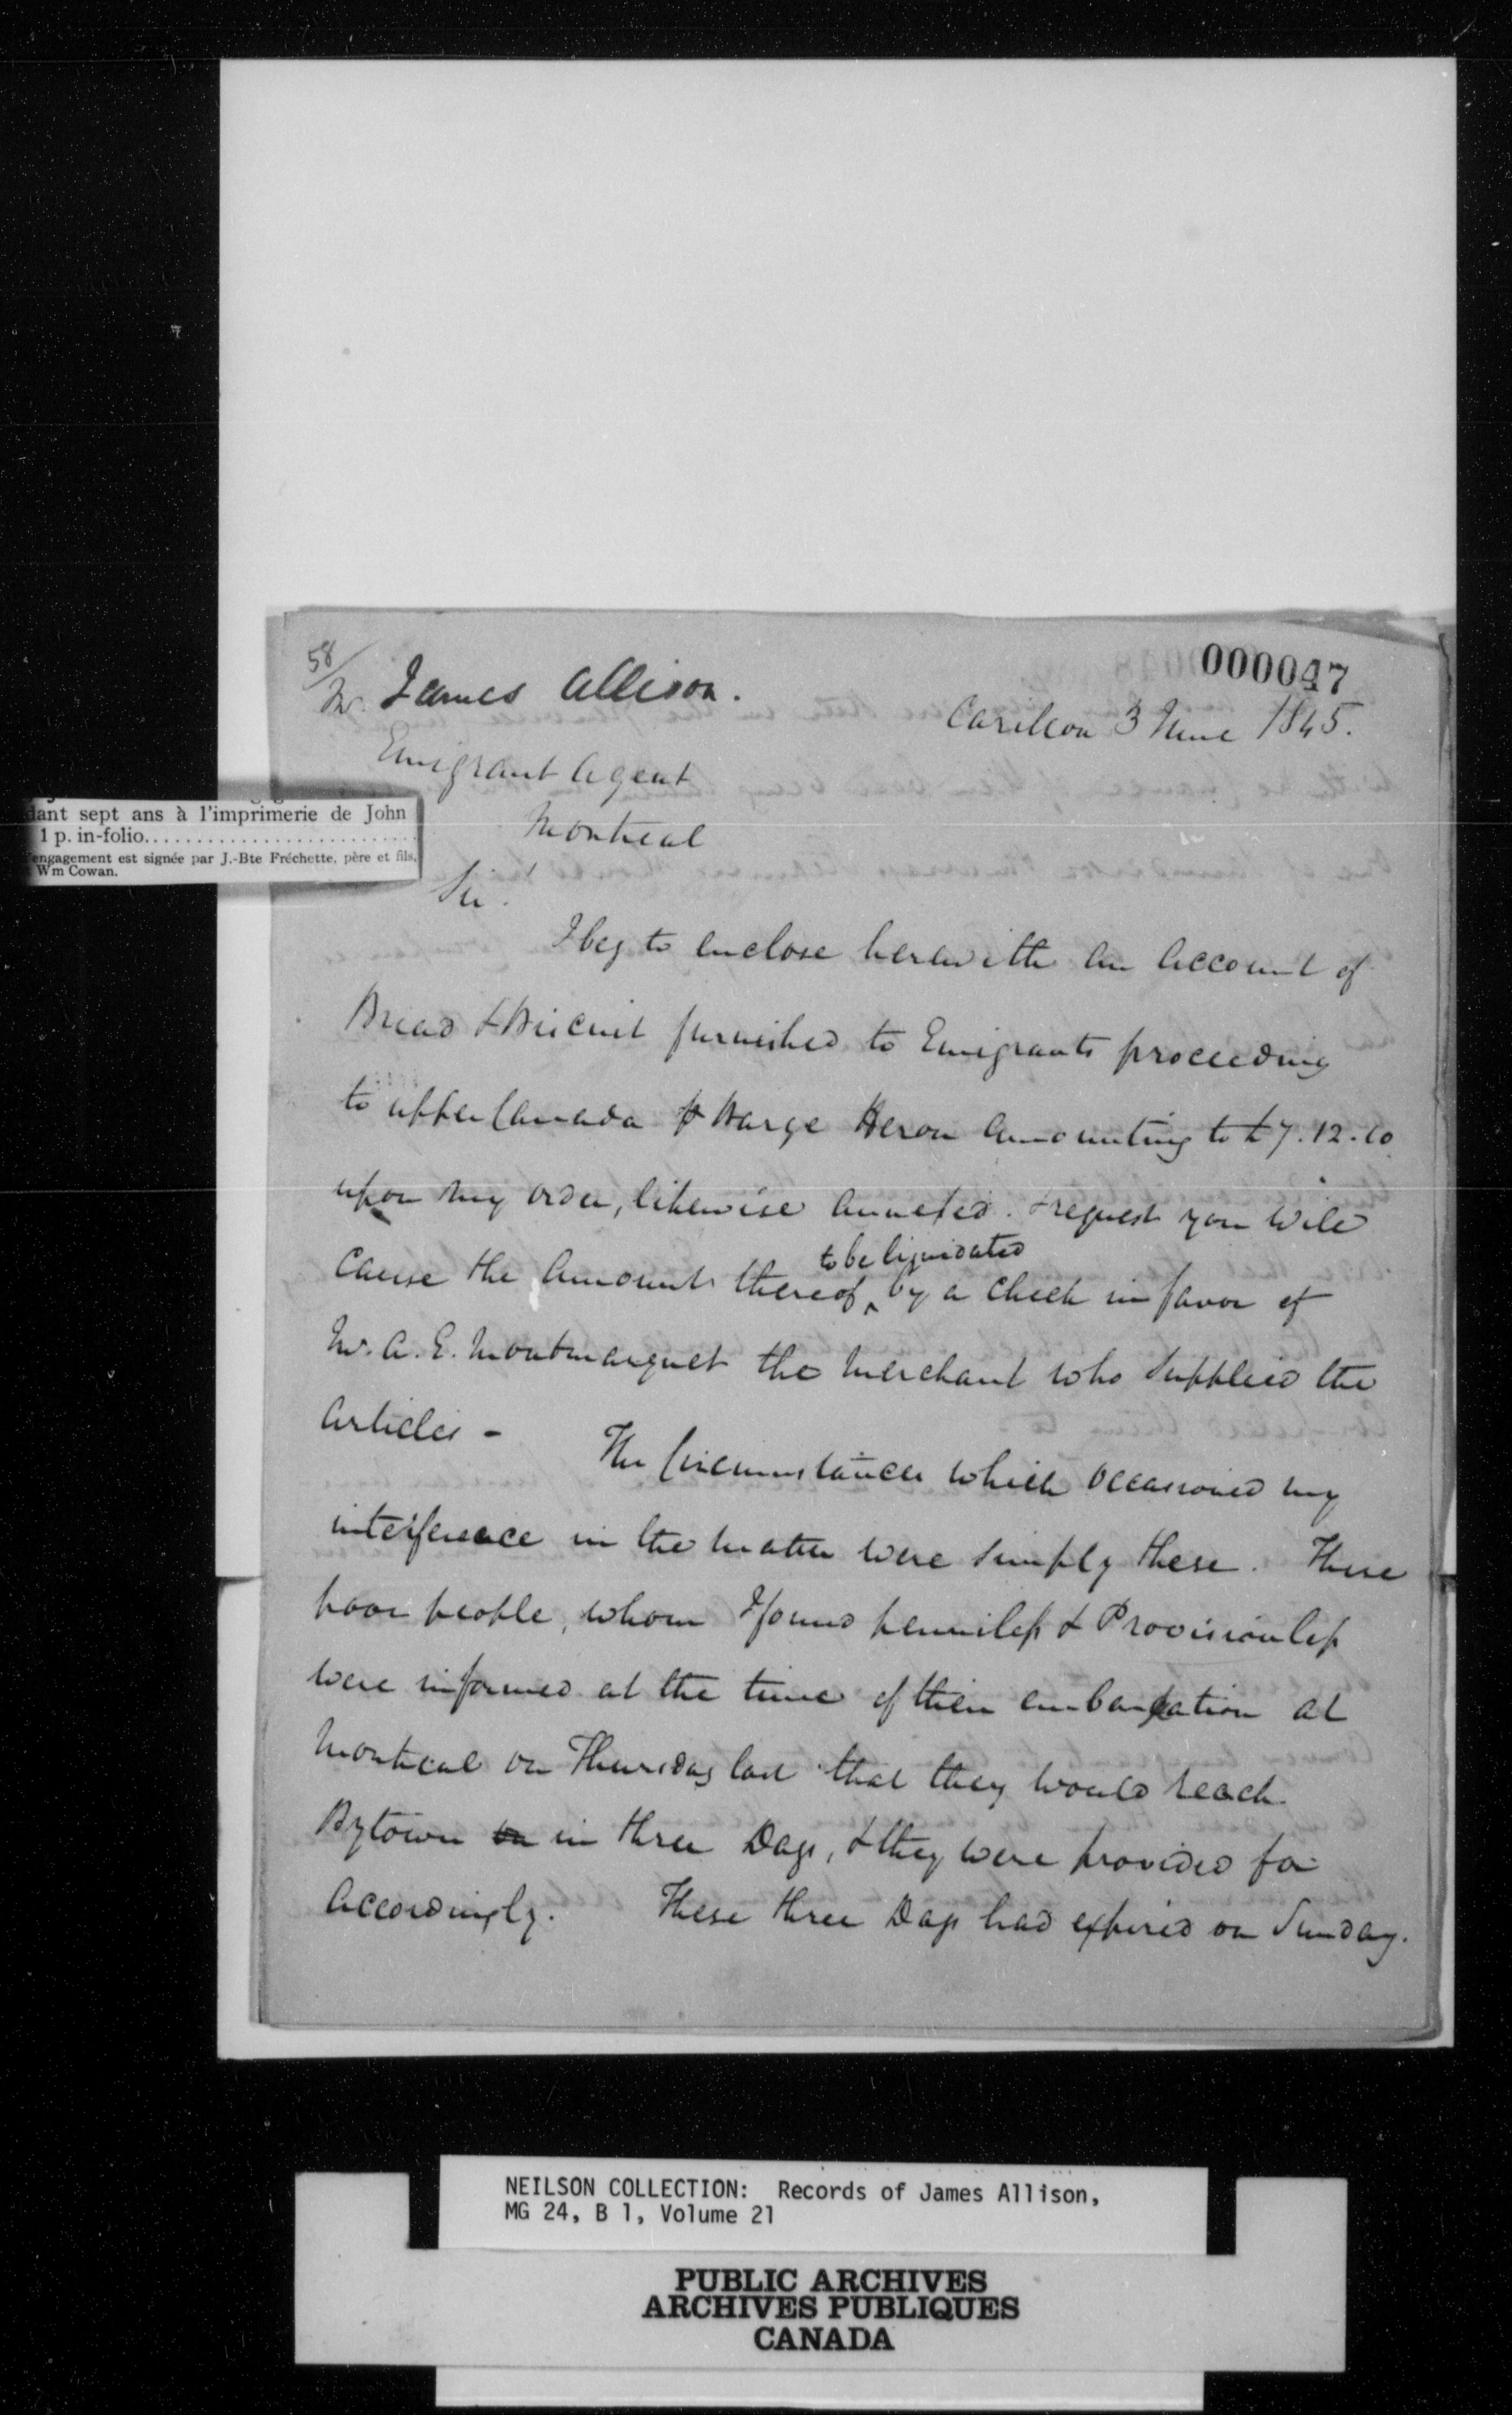 58/
000047
Mr. James Allison.
Carillon 3 June 1845.
Emigrant Agent
Montreal
dant sept ans à l'imprimerie de John
1 p. in-folio
engagement est signée par J.-Bte Fréchette, père et fils,
Wm Cowan.
Sir.
I beg to enclose herewith an Account of
Bread & Biscuit furnished to Emigrants proceeding
to upper Canada Barge Heron Amounting to £7.12.10
upon my order, likewise Annexed. & request you will
Cause the Amount thereof to be liquidated by a Check in favor of
Mr. A. E. Montmarquet the Merchant who Supplied the
Articles -
The Circumstances which occasioned my
interference in the matter were Simply these. These
poor people, whom I found penniless & Provisionless
were informed at the time of their embarkation at
Montreal on Thursday last that they would reach
Bytown in three Days, & they were provided for
Accordingly. These three Days had expired on Sunday.
NEILSON COLLECTION: Records of James Allison,
MG 24, B 1, Volume 21
PUBLIC ARCHIVES
ARCHIVES PUBLIQUES
CANADA